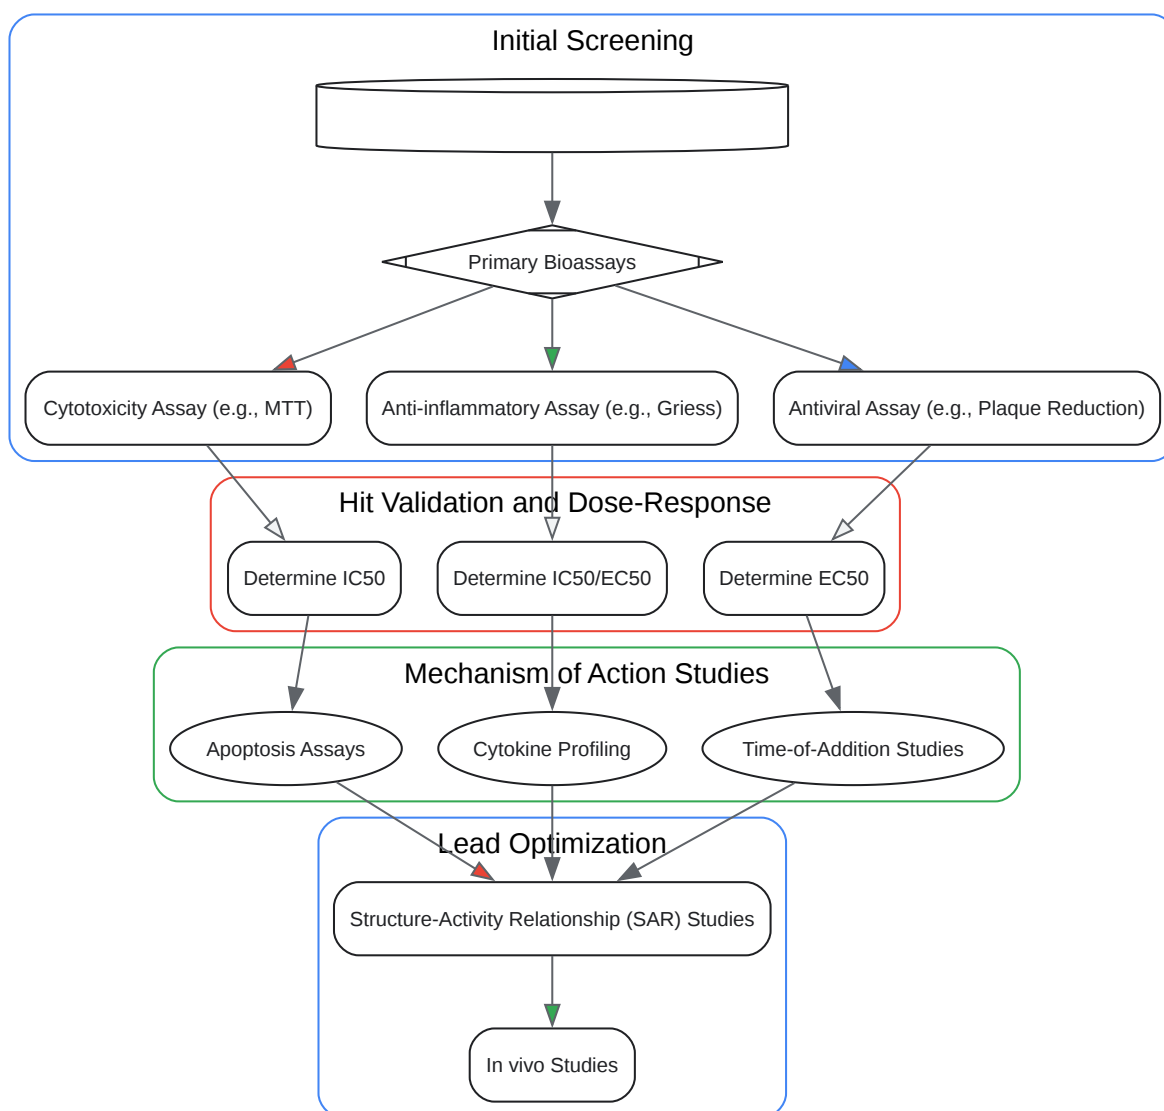 Initial Screening
Primary Bioassays
Cytotoxicity Assay (e.g., MTT)
Anti-inflammatory Assay (e.g., Griess)
Antiviral Assay (e.g., Plaque Reduction)
Hit Validation and Dose-Response
Determine IC50
Determine IC50/EC50
Determine EC50
Mechanism of Action Studies
Apoptosis Assays
Cytokine Profiling
Time-of-Addition Studies
Lead Optimization
Structure-Activity Relationship (SAR) Studies
In vivo Studies